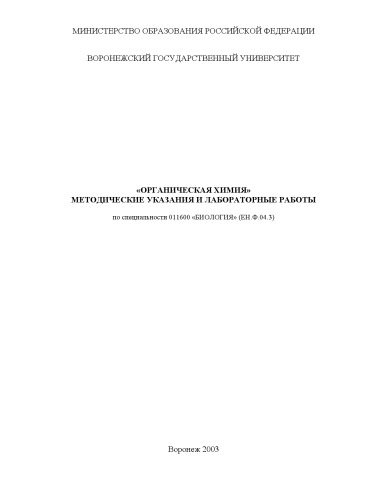 МИНИСТЕРСТВО ОБРАЗОВАНИЯ РОССИЙСКОЙ ФЕДЕРАЦИИ
ВОРОНЕЖСКИЙ ГОСУДАРСТВЕННЫЙ УНИВЕРСИТЕТ
«ОРГАНИЧЕСКАЯ ХИМИЯ»
МЕТОДИЧЕСКИЕ УКАЗАНИЯ И ЛАБОРАТОРНЫЕ РАБОТЫ
по специальности 011600 «БИОЛОГИЯ» (ЕН.Ф.04.3)
Воронеж 2003